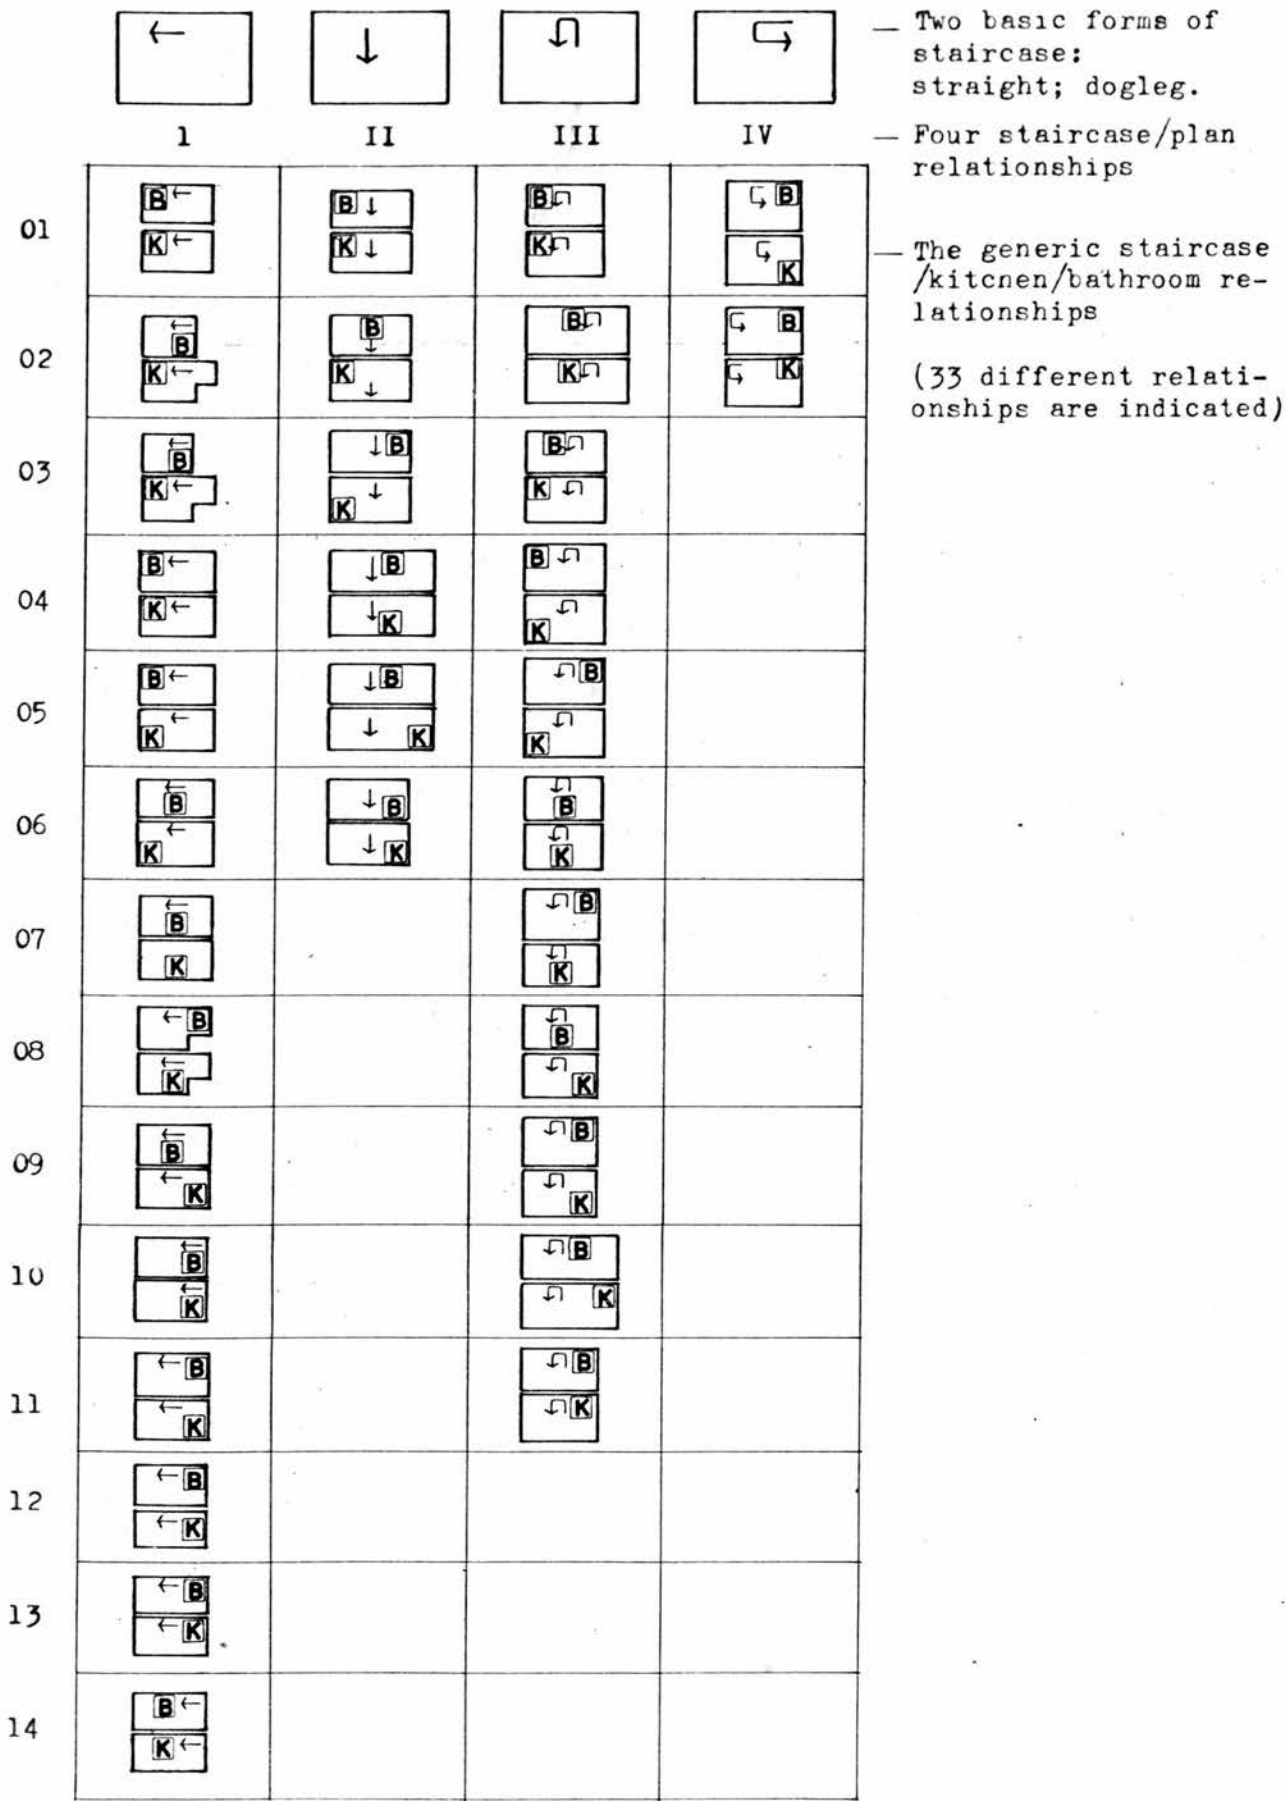 — Two basic forms of
staircase:
straight; dogleg.
1 II III IV
— Four staircase/plan
relationships
01
B B B B
K K K K
— The generic staircase
/kitcnen/bathroom re-
lationships
(33 different relati-
onships are indicated)
02
B B B B
K K K K
03
B B B
K K K
04
B B B
K K K
05
B B B
K K K
06
B B B
K K K
07
B B
K K
08
B B
K K
09
B B
K K
10
B B
K K
11
B B
K K
12
B
K
13
B
K
14
B
K